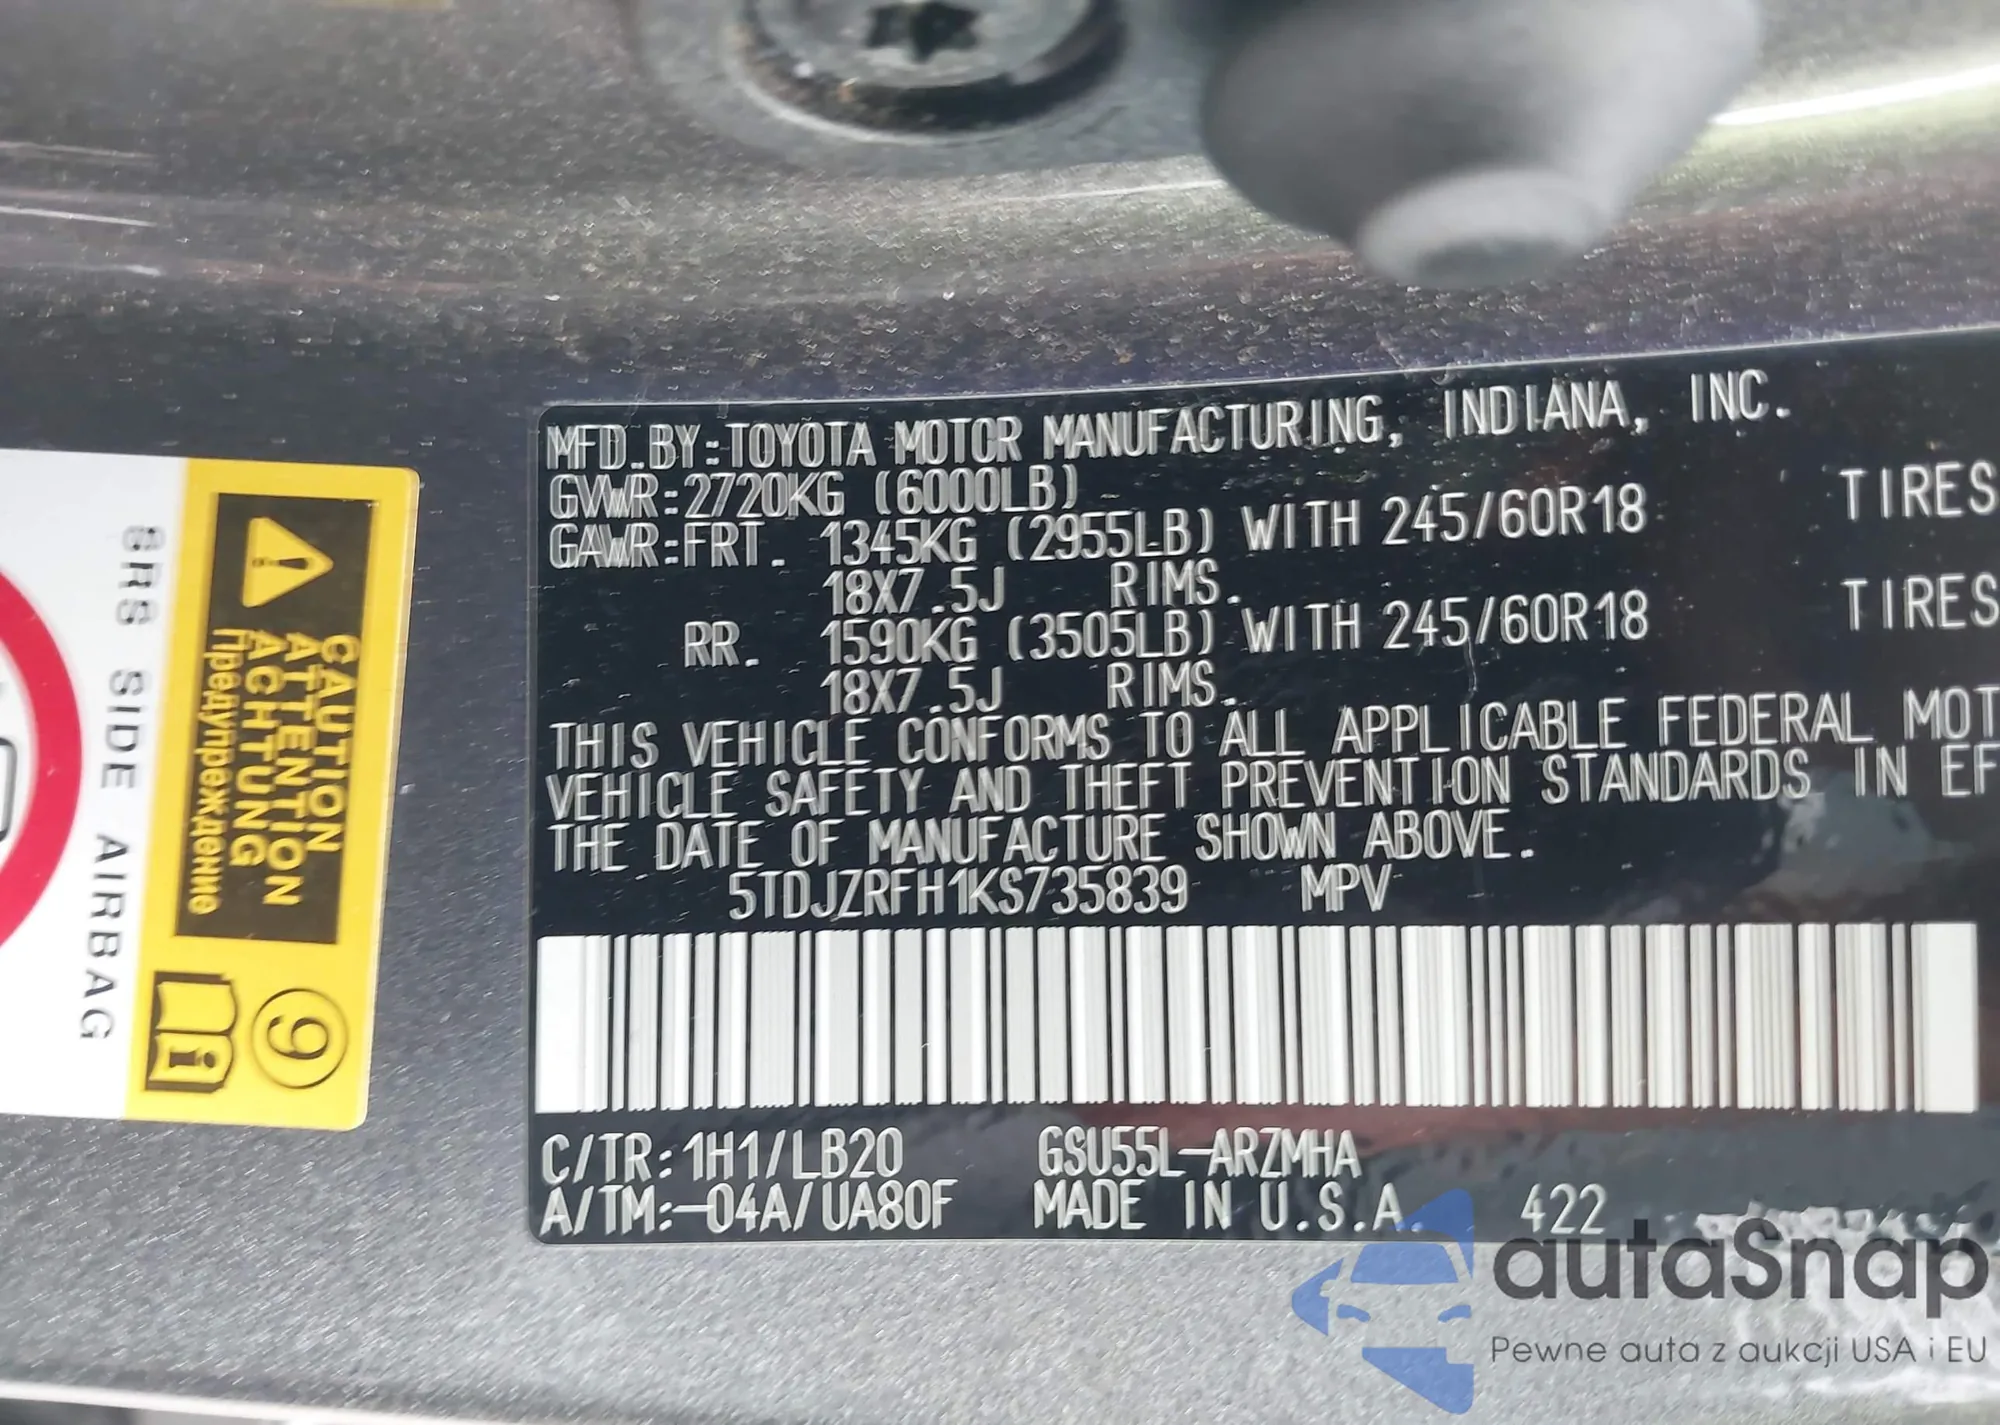 MFD.BY:TOYOTA MOTOR MANUFACTURING, INDIANA, INC.
GVWR:2720KG (6000LB)
GAWR:FRT. 1345KG (2955LB) WITH 245/60R18 TIRES
18X7.5J RIMS.
RR. 1590KG (3505LB) WITH 245/60R18 TIRES
18X7.5J RIMS.
THIS VEHICLE CONFORMS TO ALL APPLICABLE FEDERAL MOT
VEHICLE SAFETY AND THEFT PREVENTION STANDARDS IN EF
THE DATE OF MANUFACTURE SHOWN ABOVE.
5TDJZRFH1KS735839 MPV
C/TR:1H1/LB20 GSU55L-ARZMHA
A/TM:-04A/UA80F MADE IN U.S.A. 422
CAUTION
ATTENTION
ACHTUNG
Предупреждение
9
i
SRS SIDE AIRBAG
autaSnap
Pewne auta z aukcji USA i EU